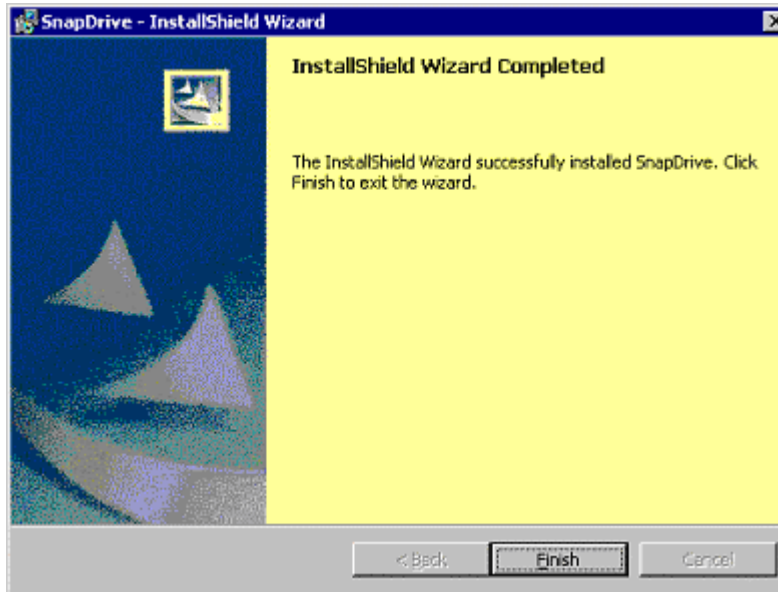 SnapDrive - InstallShield Wizard
InstallShield Wizard Completed
The InstallShield Wizard successfully installed SnapDrive. Click
Finish to exit the wizard.
< Back
Finish
Cancel